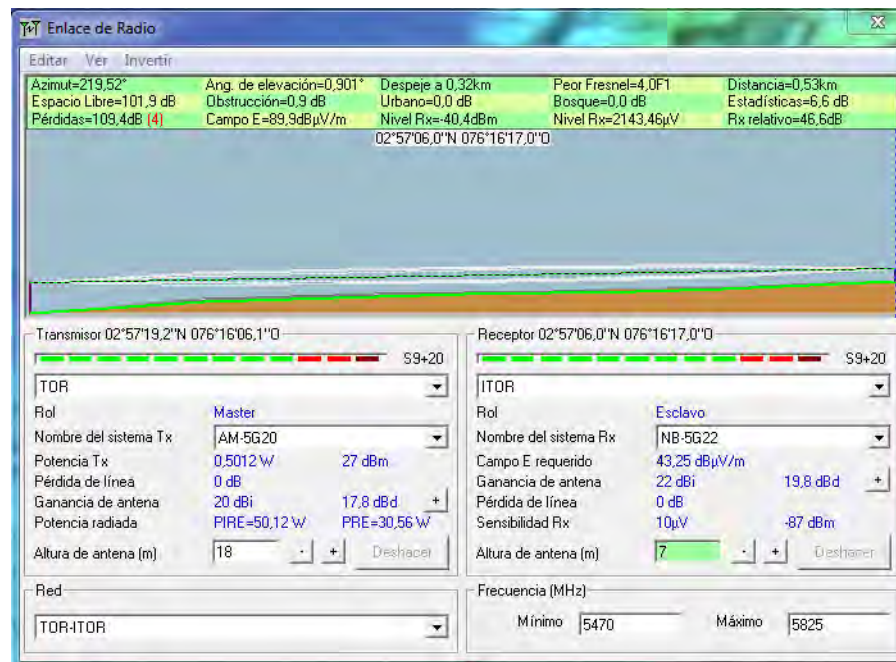 Enlace de Radio
Editar Ver Invertir
Azimut=219,52° Ang. de elevación=0,901° Despeje a 0,32km Peor Fresnel=4,0F1 Distancia=0,53km
Espacio Libre=101,9 dB Obstrucción=0,9 dB Urbano=0,0 dB Bosque=0,0 dB Estadísticas=6,6 dB
Pérdidas=109,4dB (4) Campo E=89,9dBµV/m Nivel Rx=-40,4dBm Nivel Rx=2143,46µV Rx relativo=46,6dB
02°57'06,0''N 076°16'17,0''O
Transmisor 02°57'19,2''N 076°16'06,1''O
S9+20
TOR
Rol Master
Nombre del sistema Tx AM-5G20
Potencia Tx 0,5012 W 27 dBm
Pérdida de línea 0 dB
Ganancia de antena 20 dBi 17,8 dBd +
Potencia radiada PIRE=50,12 W PRE=30,56 W
Altura de antena (m) 18 - + Deshacer
Receptor 02°57'06,0''N 076°16'17,0''O
S9+20
ITOR
Rol Esclavo
Nombre del sistema Rx NB-5G22
Campo E requerido 43,25 dBµV/m
Ganancia de antena 22 dBi 19,8 dBd +
Pérdida de línea 0 dB
Sensibilidad Rx 10µV -87 dBm
Altura de antena (m) 7 - + Deshacer
Red
TOR-ITOR
Frecuencia (MHz)
Mínimo 5470 Máximo 5825